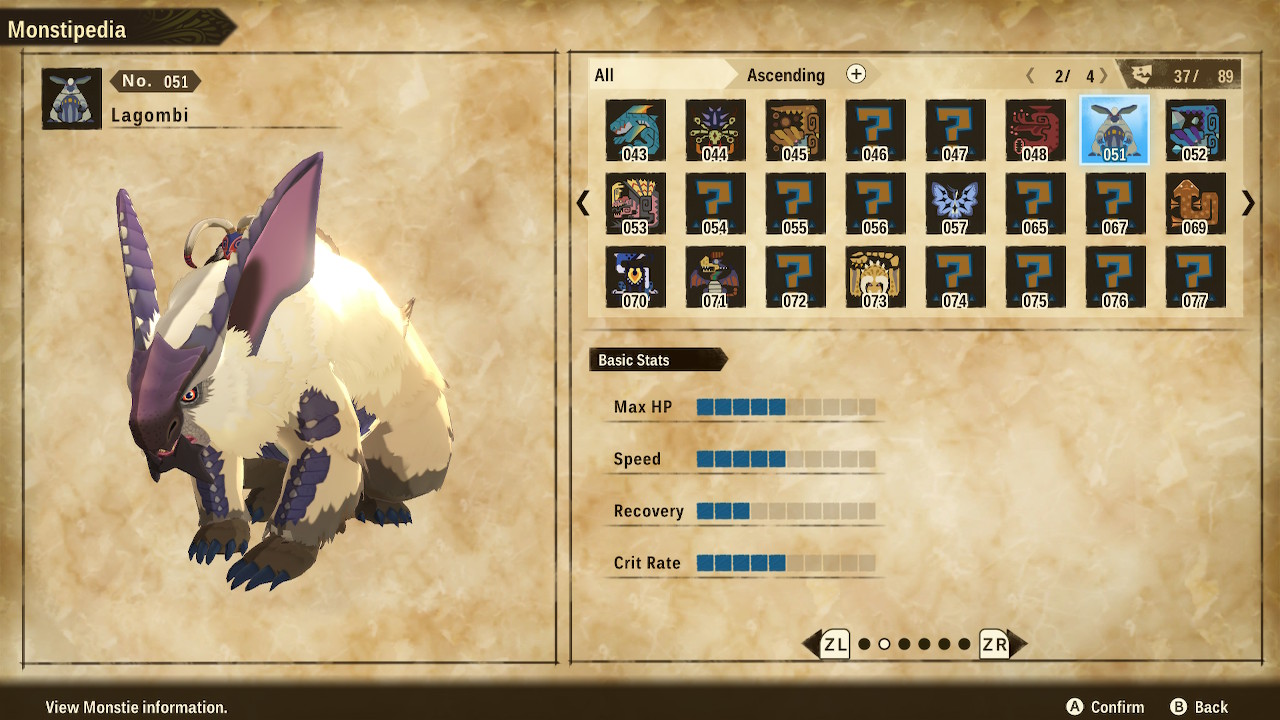 Monstipedia
No. 051
Lagombi
All
Ascending
2/ 4
37/ 89
043 044 045 ? 046 ? 047 048 051 052
053 ? 054 ? 055 ? 056 057 ? 065 ? 067 069
070 071 ? 072 073 ? 074 ? 075 ? 076 ? 077
Basic Stats
Max HP
Speed
Recovery
Crit Rate
ZL ZR
View Monstie information.
A Confirm B Back